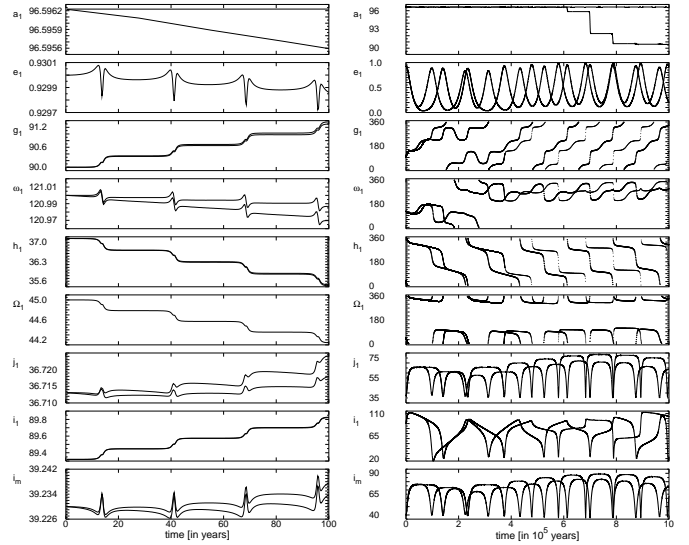 a1
96.5962
96.5956
96.5950
e1
0.9301
0.9299
0.9297
g1
91.2
90.6
90.0
ω1
121.01
120.99
120.97
h1
37.0
36.3
35.6
Ω1
45.0
44.6
44.2
j1
36.720
36.715
36.710
i1
89.8
89.6
89.4
im
39.242
39.234
39.226
0 20 40 60 80 100
time [in years]
a1
96
93
90
e1
1.0
0.5
0.0
g1
360
180
0
ω1
360
180
0
h1
360
180
0
Ω1
360
180
0
j1
75
55
35
i1
110
65
20
im
90
65
40
0 2 4 6 8 10
time [in 10^5 years]